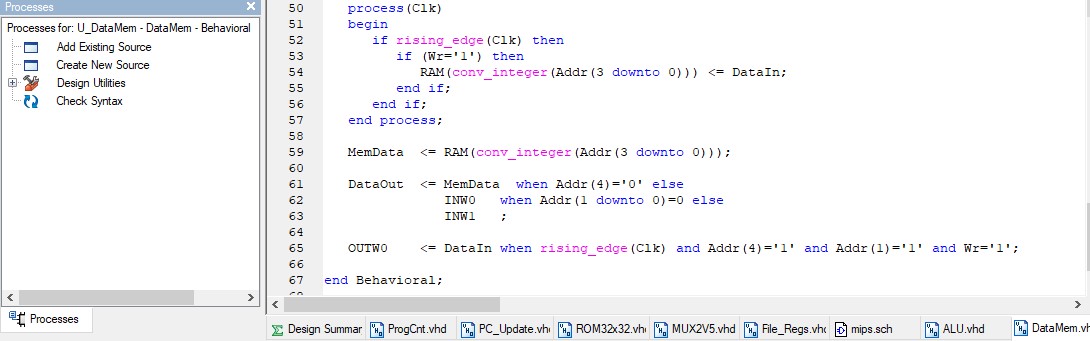 Processes
Processes for: U_DataMem - DataMem - Behavioral
Add Existing Source
Create New Source
Design Utilities
Check Syntax
Processes
50 process(Clk)
51 begin
52 if rising_edge(Clk) then
53 if (Wr='1') then
54 RAM(conv_integer(Addr(3 downto 0))) <= DataIn;
55 end if;
56 end if;
57 end process;
58
59 MemData <= RAM(conv_integer(Addr(3 downto 0)));
60
61 DataOut <= MemData when Addr(4)='0' else
62 INW0 when Addr(1 downto 0)=0 else
63 INW1 ;
64
65 OUTW0 <= DataIn when rising_edge(Clk) and Addr(4)='1' and Addr(1)='1' and Wr='1';
66
67 end Behavioral;
Design Summar ProgCnt.vhd PC_Update.vh ROM32x32.vh MUX2V5.vhd File_Regs.vh mips.sch ALU.vhd DataMem.vh